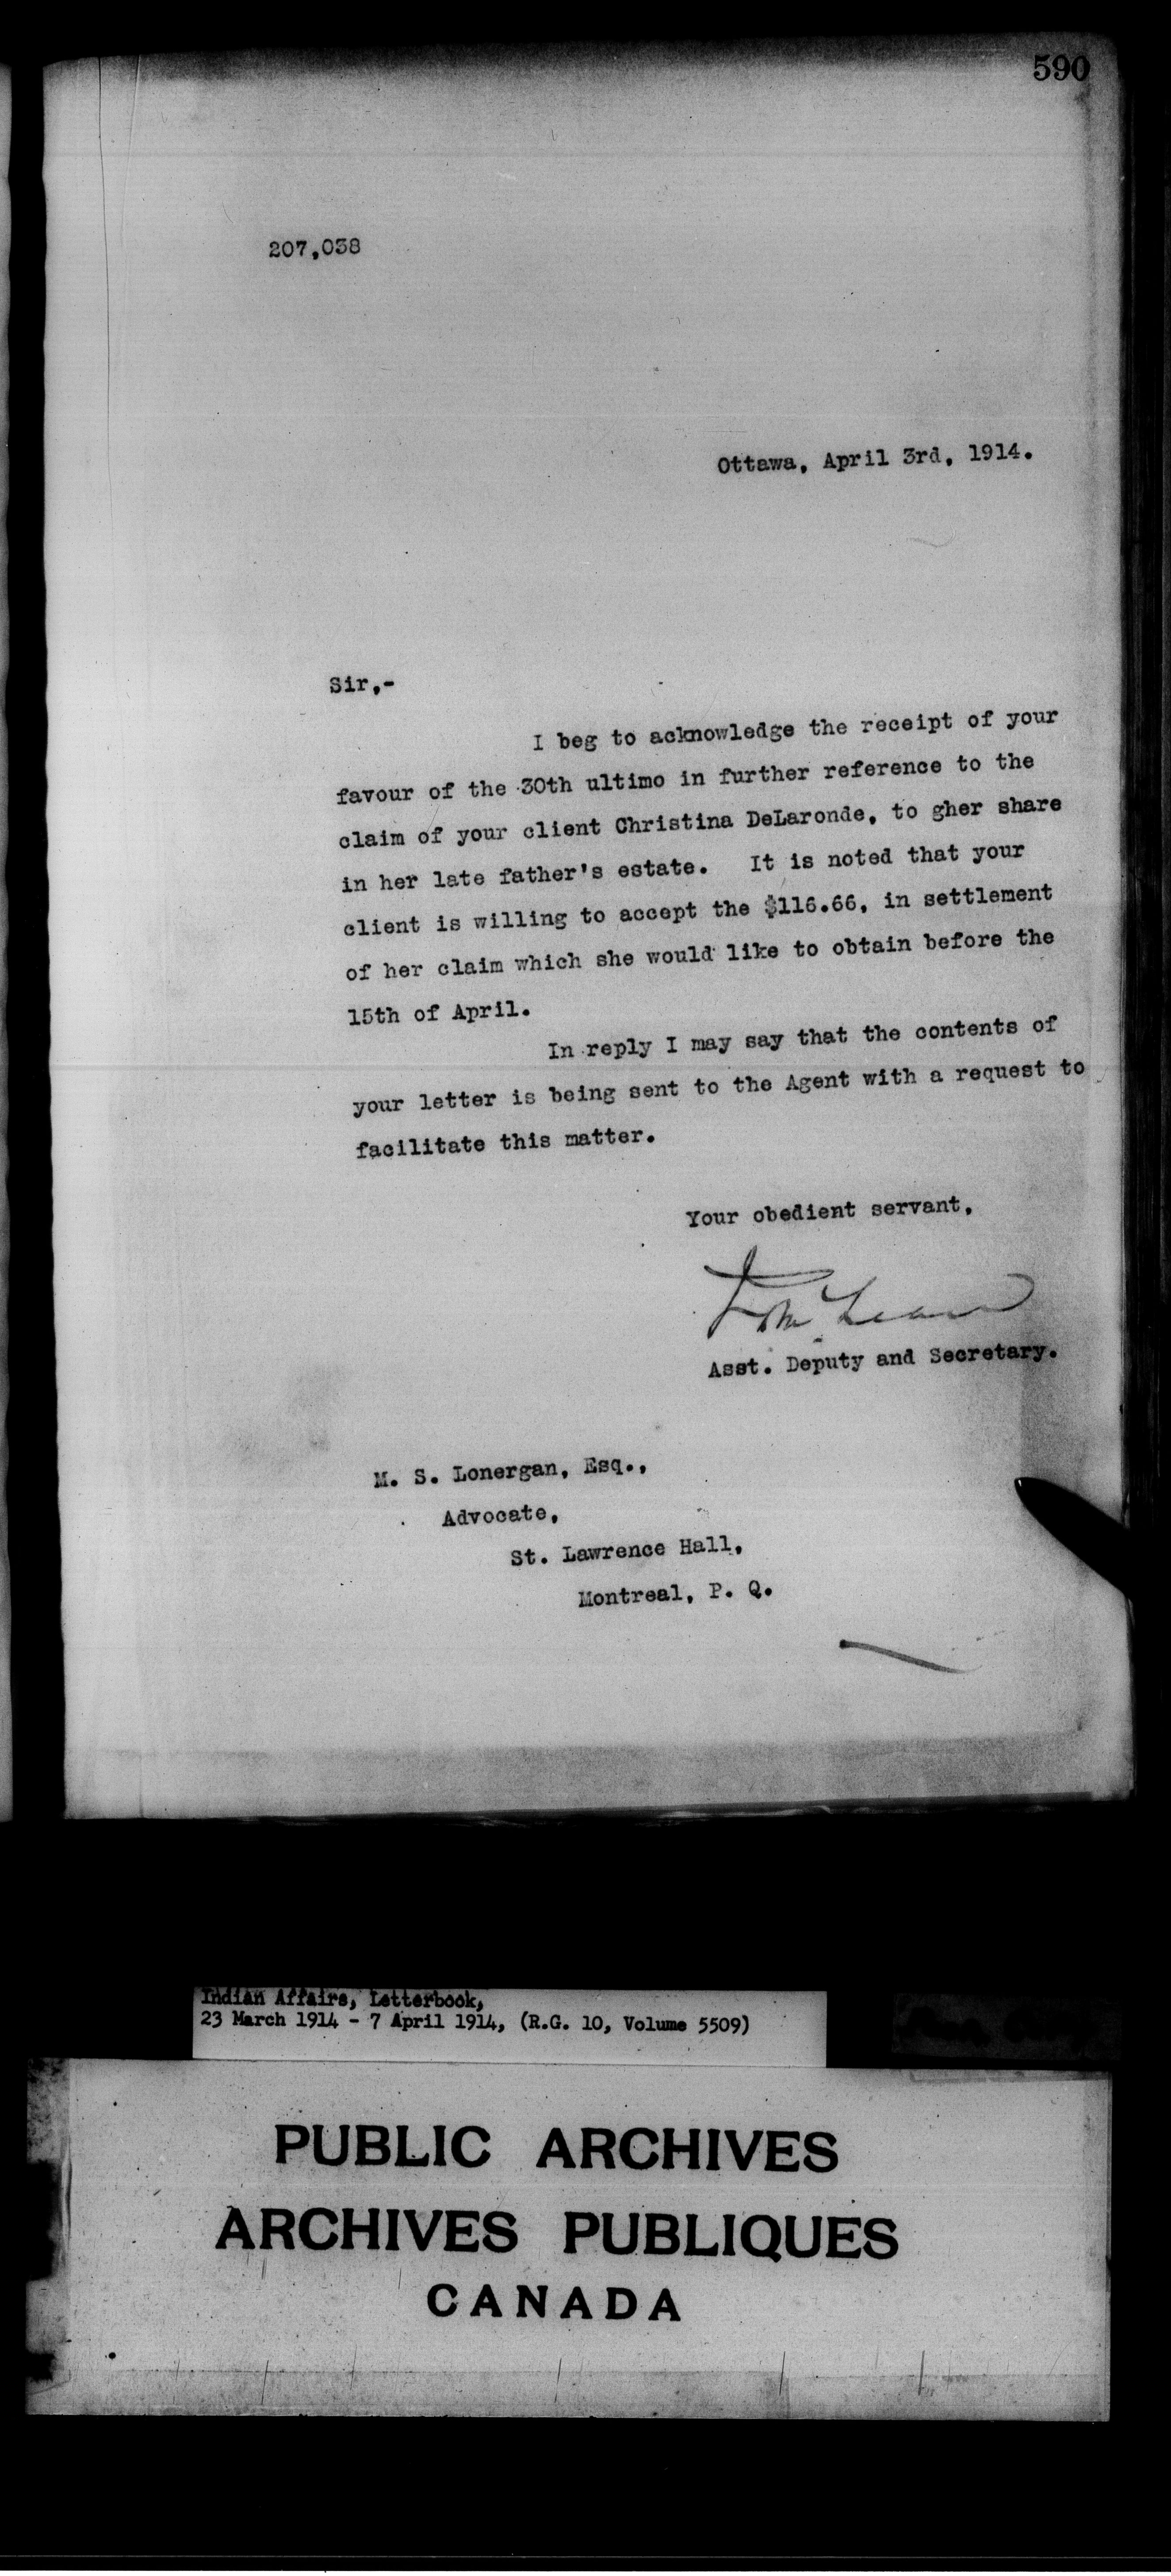 590
207,038
Ottawa, April 3rd, 1914.
Sir,-
I beg to acknowledge the receipt of your
favour of the 30th ultimo in further reference to the
claim of your client Christina DeLaronde, to gher share
in her late father's estate. It is noted that your
client is willing to accept the $116.66, in settlement
of her claim which she would like to obtain before the
15th of April.
In reply I may say that the contents of
your letter is being sent to the Agent with a request to
facilitate this matter.
Your obedient servant,
Asst. Deputy and Secretary.
M. S. Lonergan, Esq.,
Advocate,
St. Lawrence Hall,
Montreal, P. Q.
Indian Affairs, Letterbook,
23 March 1914 - 7 April 1914, (R.G. 10, Volume 5509)
PUBLIC ARCHIVES
ARCHIVES PUBLIQUES
CANADA